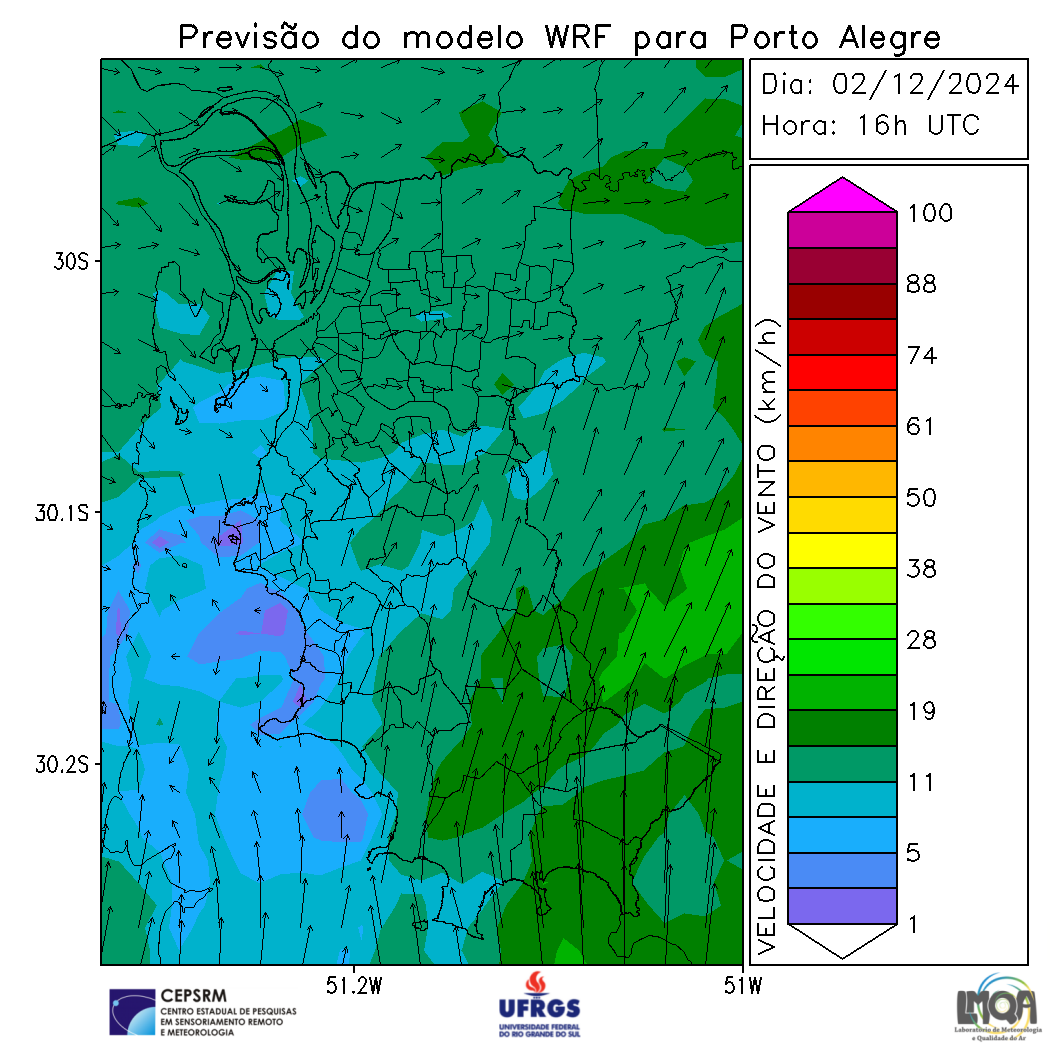 Previsão do modelo WRF para Porto Alegre
Dia: 02/12/2024
Hora: 16h UTC
30S
30.1S
30.2S
51.2W
51W
VELOCIDADE E DIREÇÃO DO VENTO (km/h)
100
88
74
61
50
38
28
19
11
5
1
CEPSRM
CENTRO ESTADUAL DE PESQUISAS
EM SENSORIAMENTO REMOTO
E METEOROLOGIA
UFRGS
UNIVERSIDADE FEDERAL
DO RIO GRANDE DO SUL
LMQA
Laboratório de Meteorologia
e Qualidade do Ar